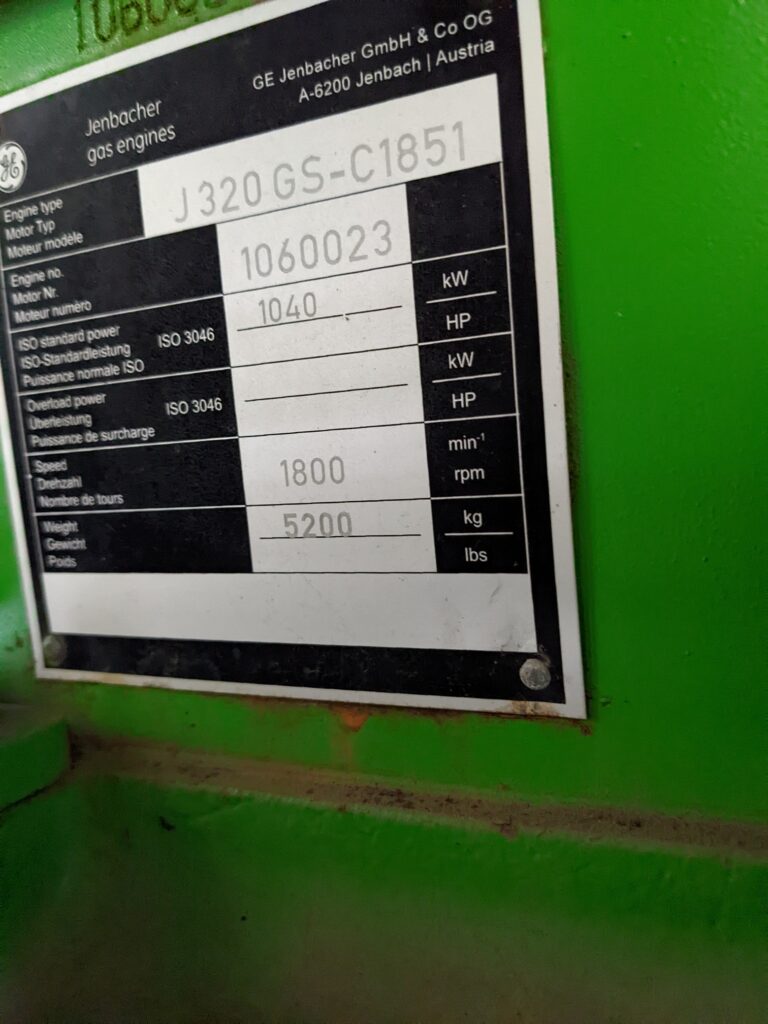 GE Jenbacher GmbH & Co OG
A-6200 Jenbach | Austria
Jenbacher
gas engines
GE
Engine type
Motor Typ
Moteur modèle
J 320 GS-C1851
Engine no.
Motor Nr.
Moteur numèro
1060023
ISO standard power
ISO-Standardleistung
Puissance normale ISO
ISO 3046
1040
kW
HP
Overload power
Überleistung
Puissance de surcharge
ISO 3046
kW
HP
Speed
Drehzahl
Nombre de tours
1800
min-¹
rpm
Weight
Gewicht
Poids
5200
kg
lbs